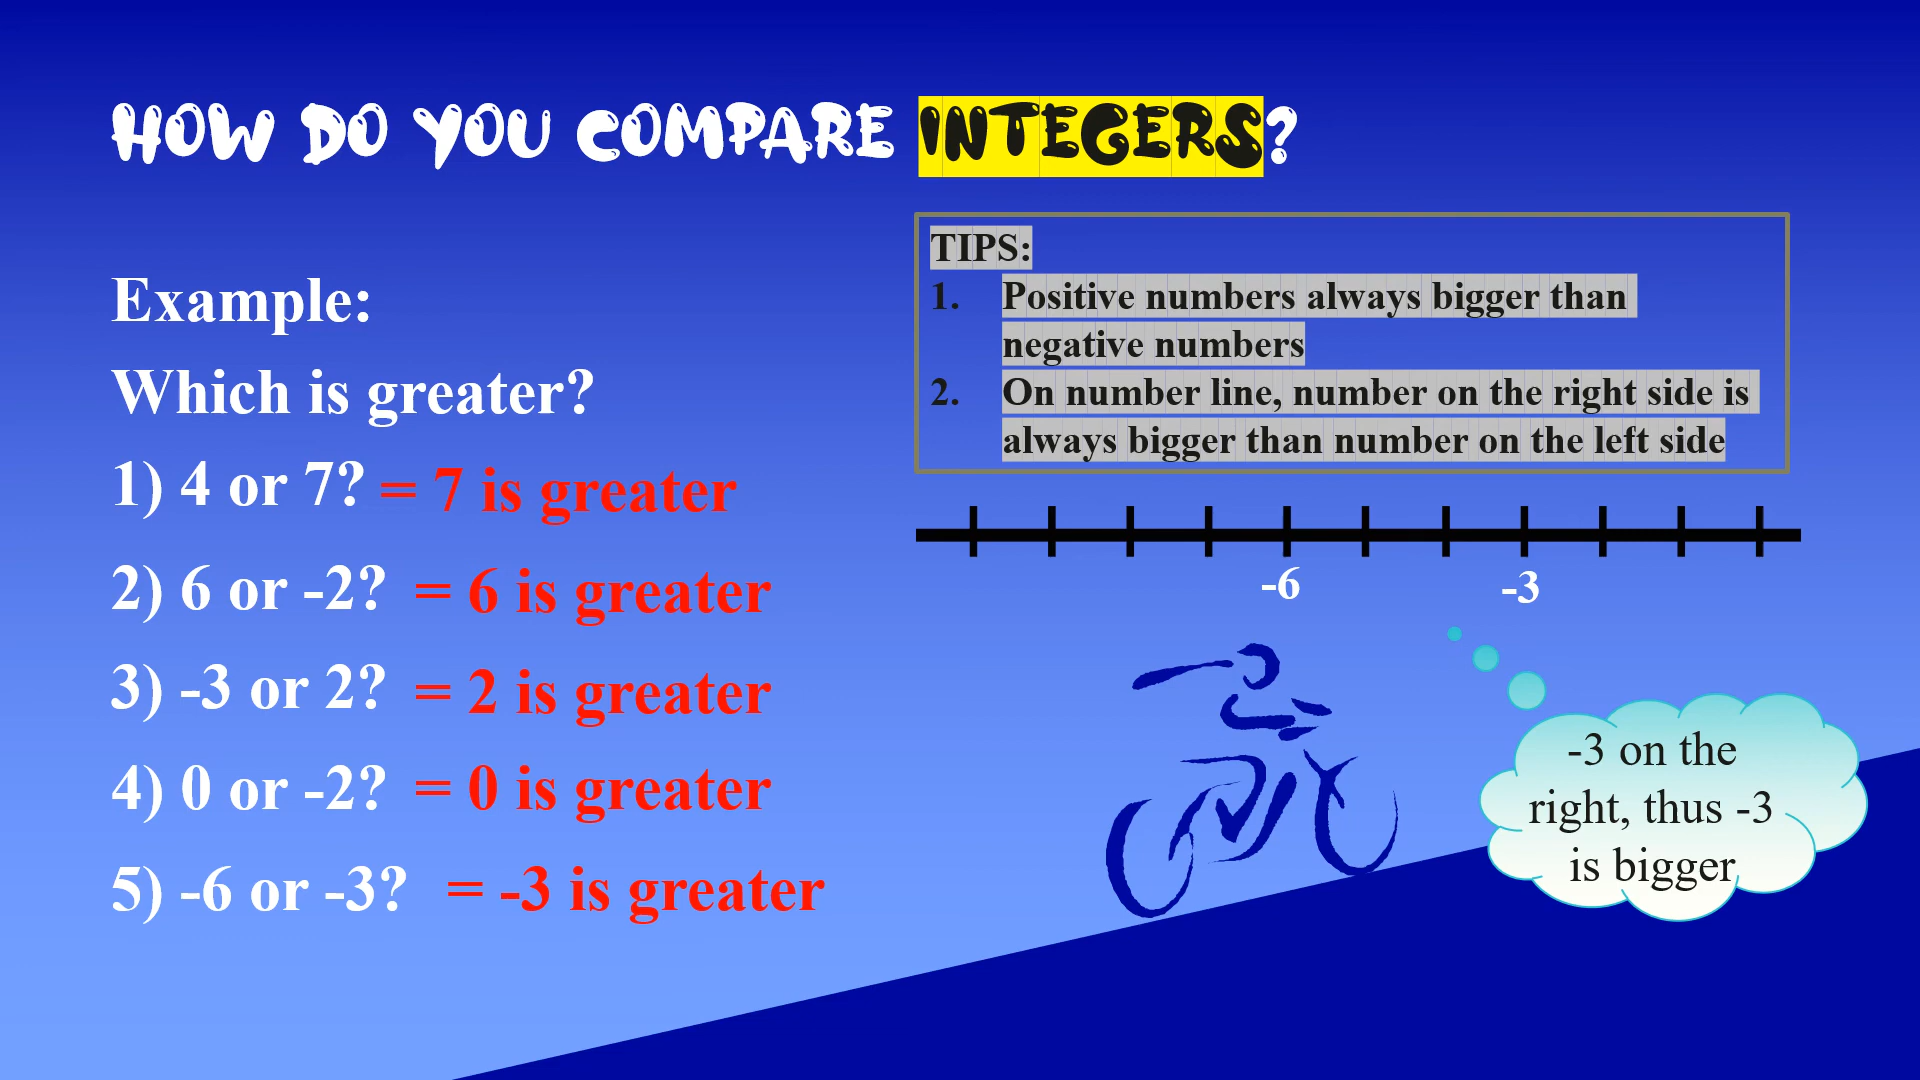 HOW DO YOU COMPARE INTEGERS?
Example:
Which is greater?
1) 4 or 7? = 7 is greater
2) 6 or -2? = 6 is greater
3) -3 or 2? = 2 is greater
4) 0 or -2? = 0 is greater
5) -6 or -3? = -3 is greater
TIPS:
1. Positive numbers always bigger than
negative numbers
2. On number line, number on the right side is
always bigger than number on the left side
-6 -3
-3 on the
right, thus -3
is bigger